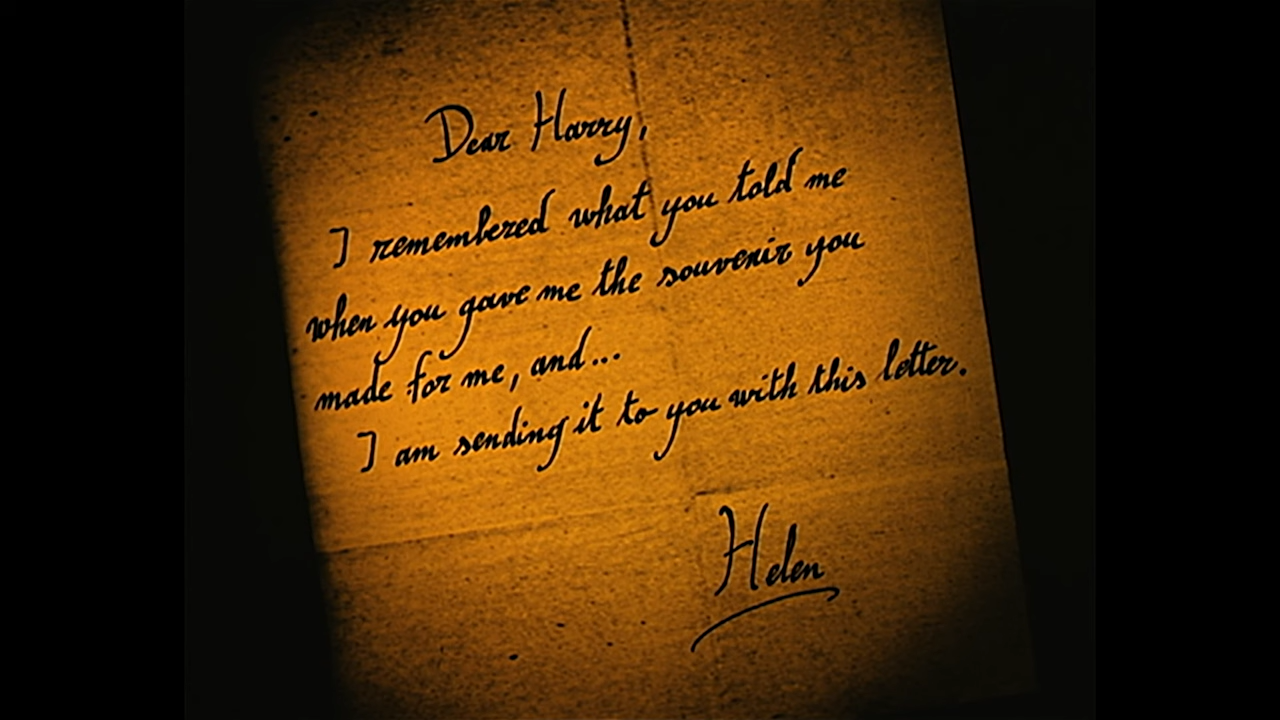 Dear Harry,
I remembered what you told me
when you gave me the souvenir you
made for me, and...
I am sending it to you with this letter.
Helen